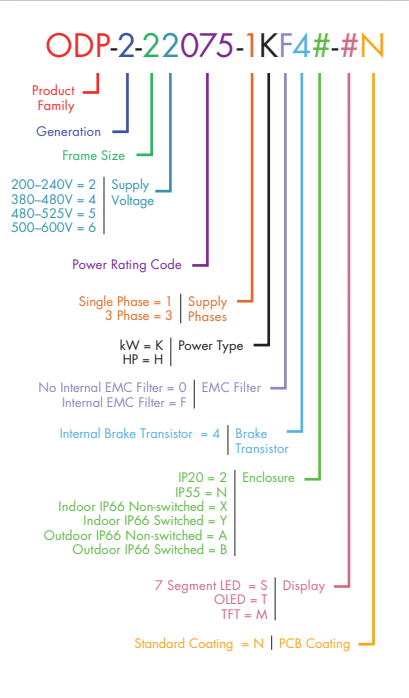 ODP-2-22075-1KF4#-#N
Product
Family
Generation
Frame Size
200–240V = 2
380–480V = 4
480–525V = 5
500–600V = 6
Supply
Voltage
Power Rating Code
Single Phase = 1
3 Phase = 3
Supply
Phases
kW = K
HP = H
Power Type
No Internal EMC Filter = 0
Internal EMC Filter = F
EMC Filter
Internal Brake Transistor = 4
Brake
Transistor
IP20 = 2
IP55 = N
Indoor IP66 Non-switched = X
Indoor IP66 Switched = Y
Outdoor IP66 Non-switched = A
Outdoor IP66 Switched = B
Enclosure
7 Segment LED = S
OLED = T
TFT = M
Display
Standard Coating = N
PCB Coating